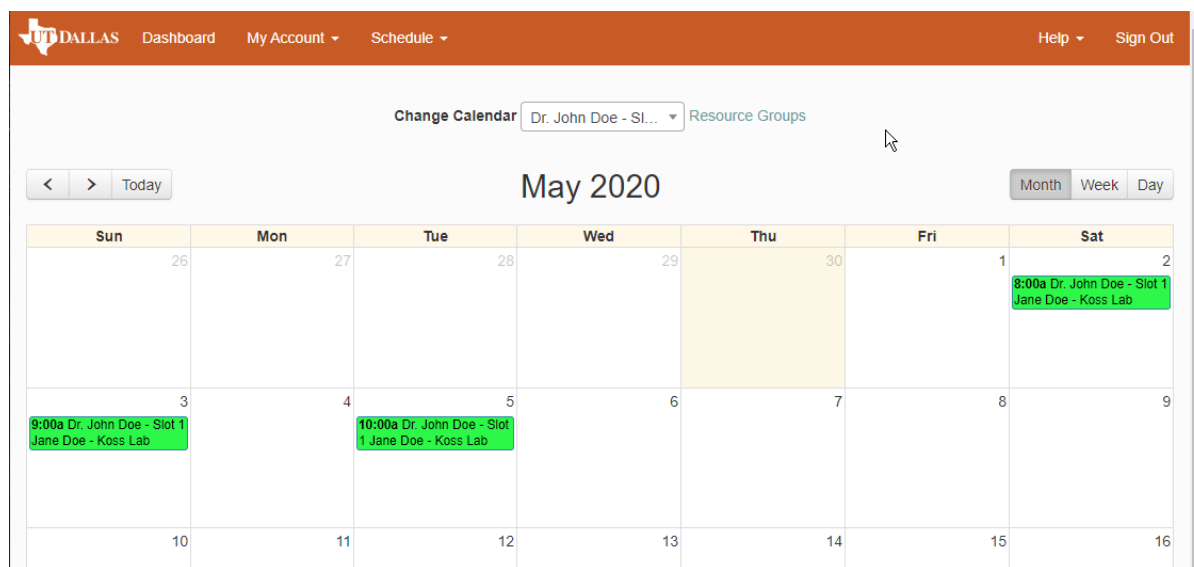 UT DALLAS Dashboard My Account Schedule Help Sign Out
Change Calendar Dr. John Doe - Sl... Resource Groups
< > Today May 2020 Month Week Day
Sun Mon Tue Wed Thu Fri Sat
26 27 28 29 30 1 2
8:00a Dr. John Doe - Slot 1
Jane Doe - Koss Lab
3 4 5 6 7 8 9
9:00a Dr. John Doe - Slot 1
Jane Doe - Koss Lab
10:00a Dr. John Doe - Slot
1 Jane Doe - Koss Lab
10 11 12 13 14 15 16